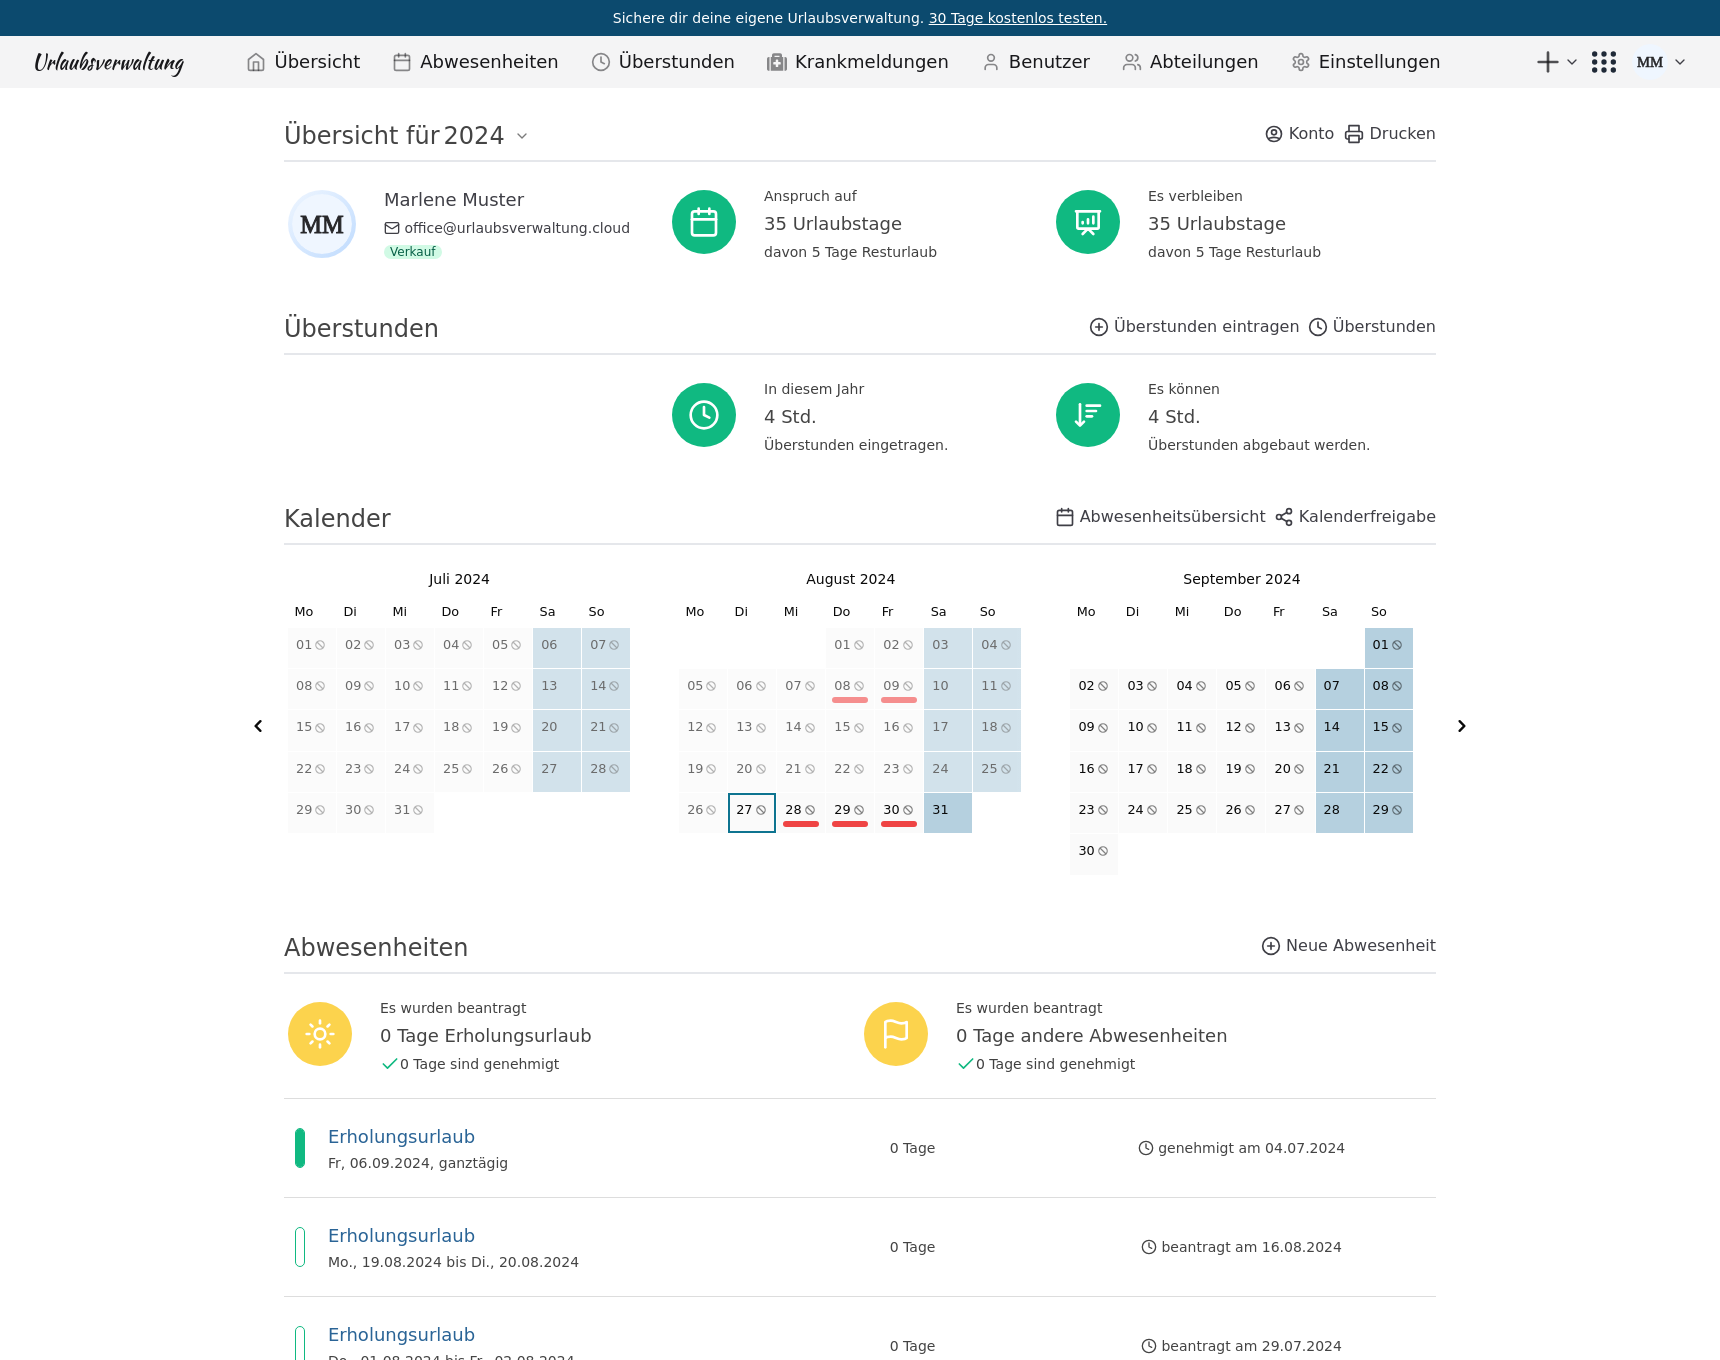 Sichere dir deine eigene Urlaubsverwaltung. 30 Tage kostenlos testen.
Urlaubsverwaltung Übersicht Abwesenheiten Überstunden Krankmeldungen Benutzer Abteilungen Einstellungen MM
Übersicht für 2024 Konto Drucken
MM
Marlene Muster
office@urlaubsverwaltung.cloud
Verkauf
Anspruch auf
35 Urlaubstage
davon 5 Tage Resturlaub
Es verbleiben
35 Urlaubstage
davon 5 Tage Resturlaub
Überstunden Überstunden eintragen Überstunden
In diesem Jahr
4 Std.
Überstunden eingetragen.
Es können
4 Std.
Überstunden abgebaut werden.
Kalender Abwesenheitsübersicht Kalenderfreigabe
Juli 2024
Mo Di Mi Do Fr Sa So
01 02 03 04 05 06 07
08 09 10 11 12 13 14
15 16 17 18 19 20 21
22 23 24 25 26 27 28
29 30 31
August 2024
Mo Di Mi Do Fr Sa So
01 02 03 04
05 06 07 08 09 10 11
12 13 14 15 16 17 18
19 20 21 22 23 24 25
26 27 28 29 30 31
September 2024
Mo Di Mi Do Fr Sa So
01
02 03 04 05 06 07 08
09 10 11 12 13 14 15
16 17 18 19 20 21 22
23 24 25 26 27 28 29
30
Abwesenheiten Neue Abwesenheit
Es wurden beantragt
0 Tage Erholungsurlaub
0 Tage sind genehmigt
Es wurden beantragt
0 Tage andere Abwesenheiten
0 Tage sind genehmigt
Erholungsurlaub
Fr, 06.09.2024, ganztägig
0 Tage
genehmigt am 04.07.2024
Erholungsurlaub
Mo., 19.08.2024 bis Di., 20.08.2024
0 Tage
beantragt am 16.08.2024
Erholungsurlaub
Do., 01.08.2024 bis Fr., 02.08.2024
0 Tage
beantragt am 29.07.2024